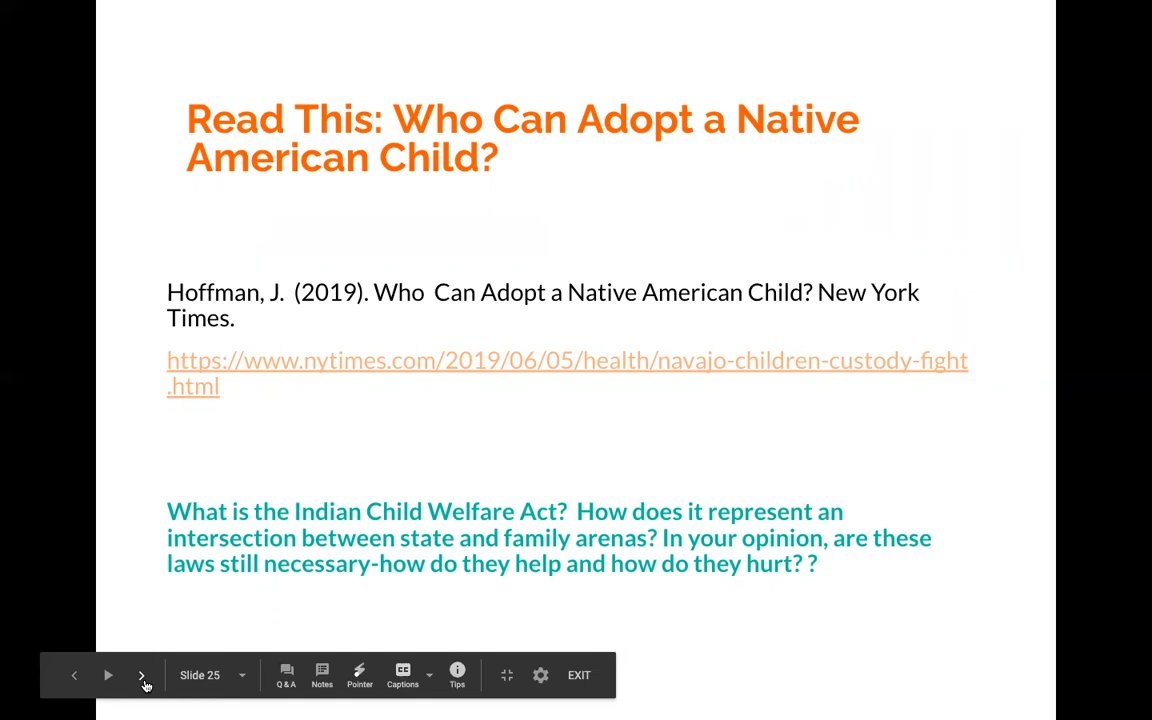 Read This: Who Can Adopt a Native
American Child?
Hoffman, J. (2019). Who Can Adopt a Native American Child? New York
Times.
https://www.nytimes.com/2019/06/05/health/navajo-children-custody-fight
.html
What is the Indian Child Welfare Act? How does it represent an
intersection between state and family arenas? In your opinion, are these
laws still necessary-how do they help and how do they hurt? ?
Slide 25
Q & A
Notes
Pointer
CC
Captions
Tips
EXIT